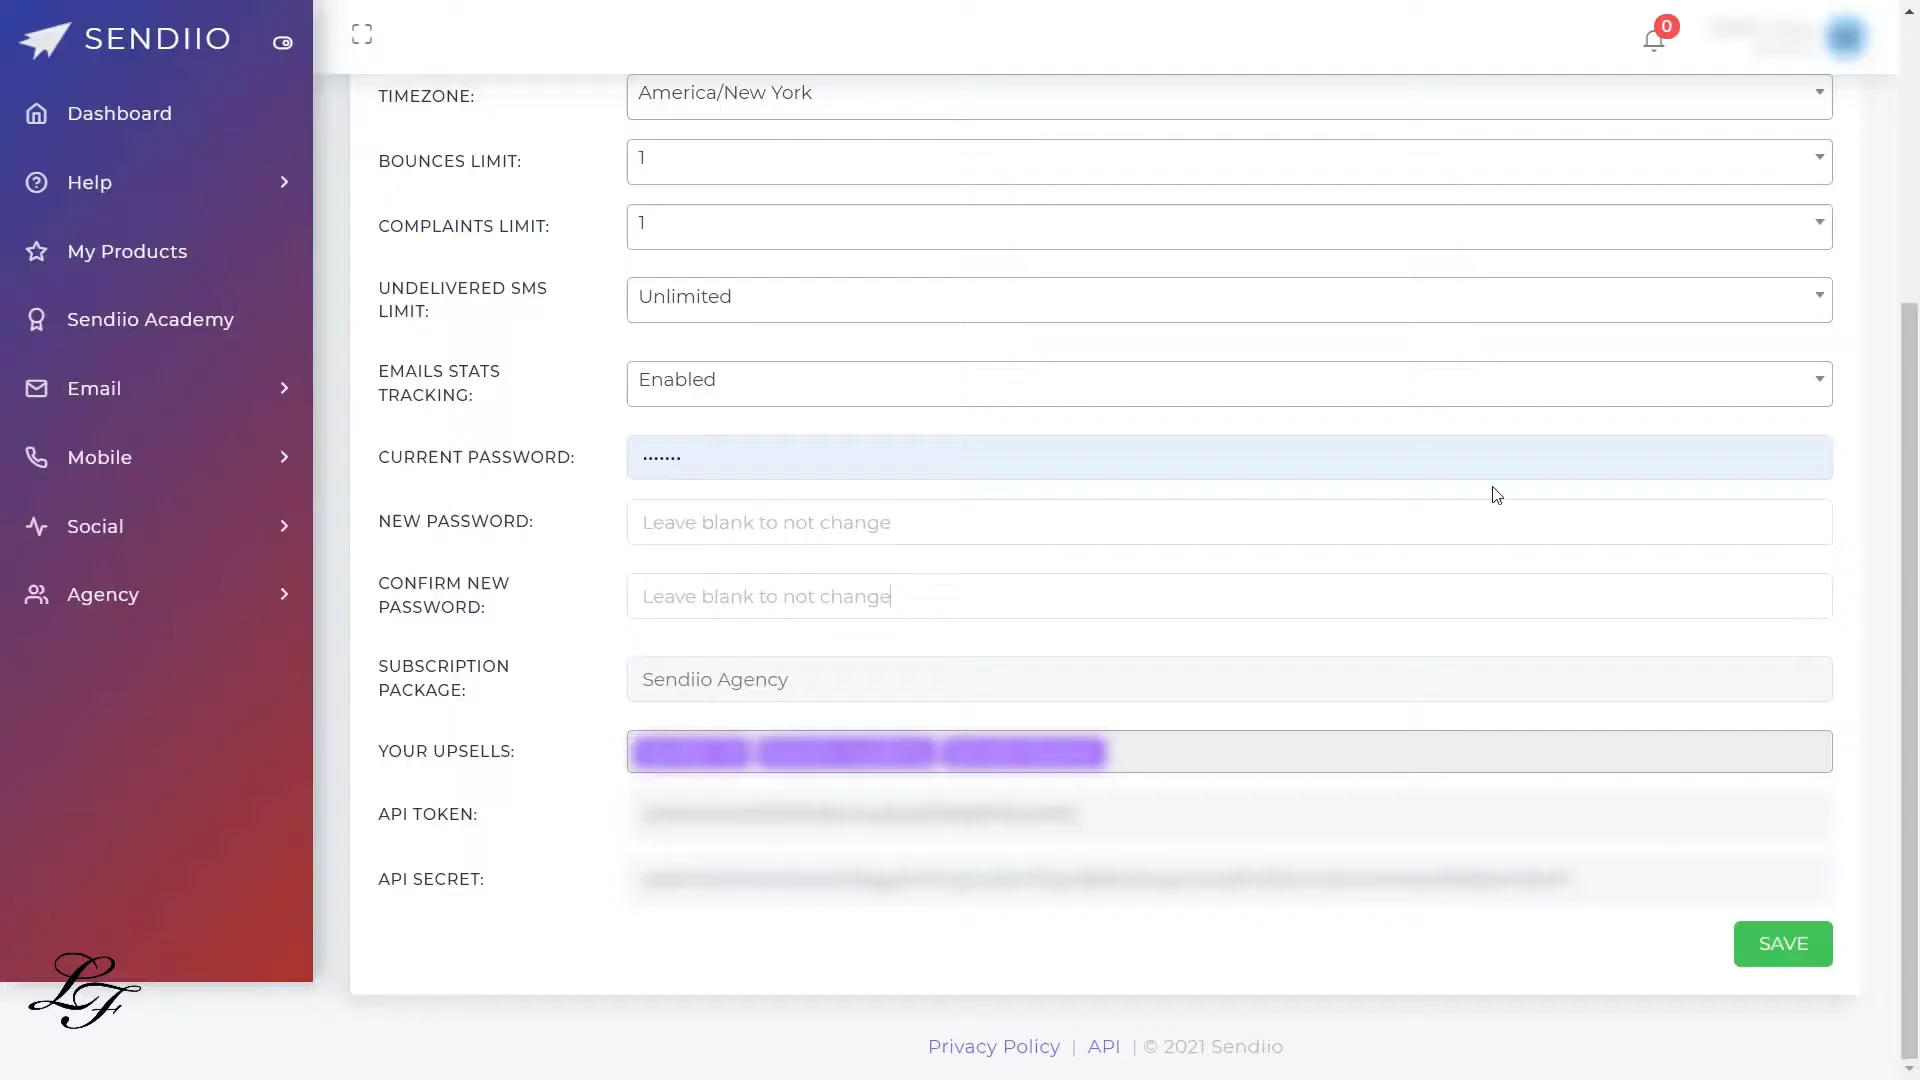 SENDIIO
0
Dashboard
Help
My Products
Sendiio Academy
Email
Mobile
Social
Agency
LF
TIMEZONE:
America/New York
BOUNCES LIMIT:
1
COMPLAINTS LIMIT:
1
UNDELIVERED SMS
LIMIT:
Unlimited
EMAILS STATS
TRACKING:
Enabled
CURRENT PASSWORD:
•••••••
NEW PASSWORD:
Leave blank to not change
CONFIRM NEW
PASSWORD:
Leave blank to not change
SUBSCRIPTION
PACKAGE:
Sendiio Agency
YOUR UPSELLS:
API TOKEN:
API SECRET:
SAVE
Privacy Policy | API | © 2021 Sendiio